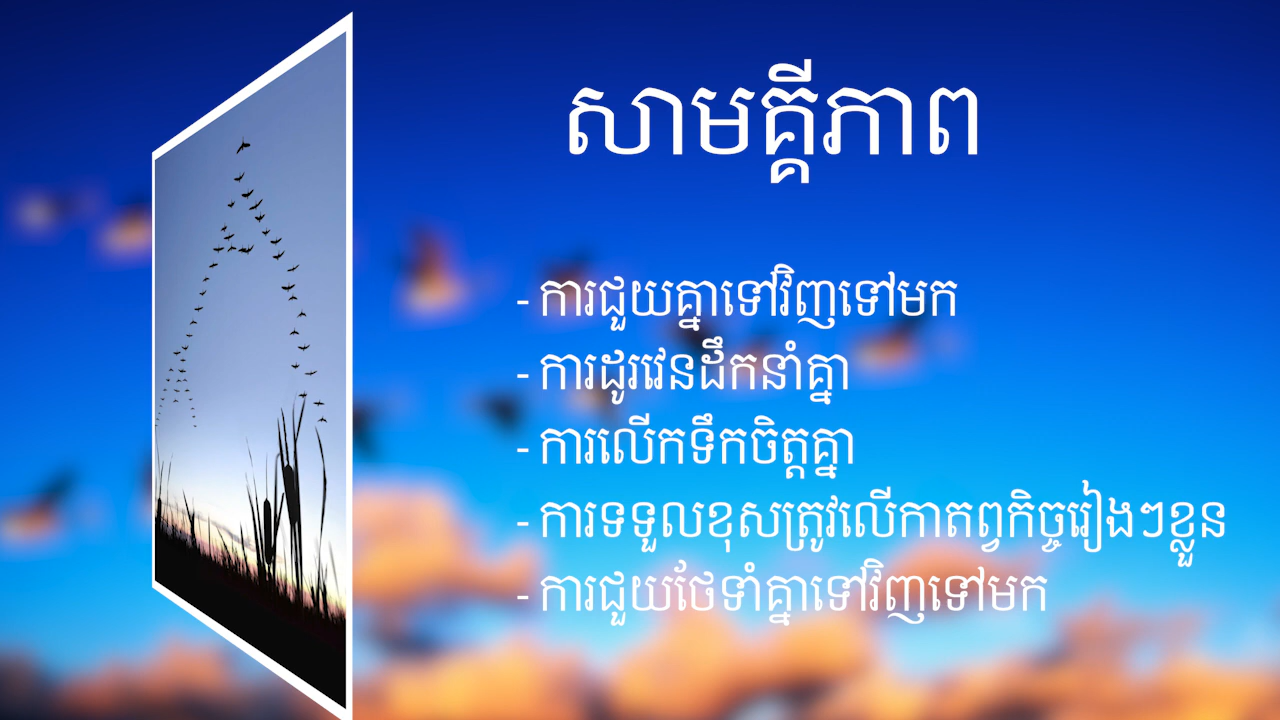 សាមគ្គីភាព
- ការជួយគ្នាទៅវិញទៅមក
- ការដូរវេនដឹកនាំគ្នា
- ការលើកទឹកចិត្តគ្នា
- ការទទួលខុសត្រូវលើកាតព្វកិច្ចរៀងៗខ្លួន
- ការជួយថែទាំគ្នាទៅវិញទៅមក